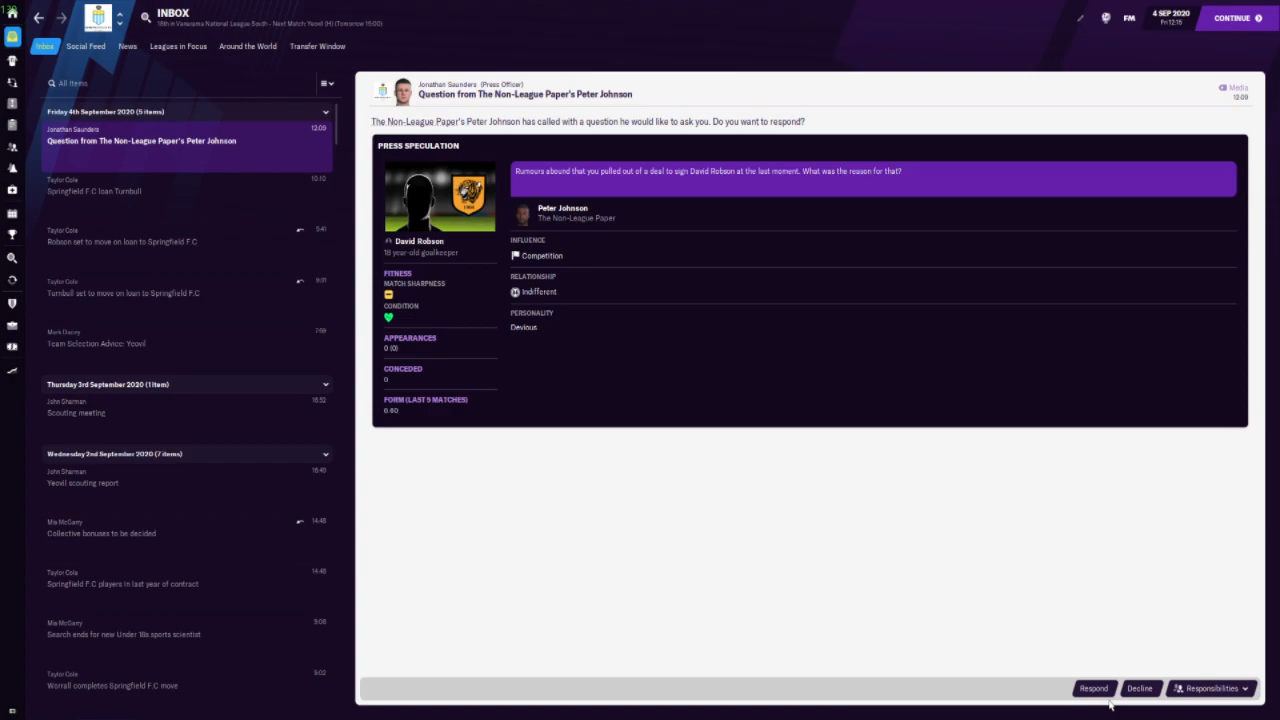 INBOX
18th in Vanarama National League South - Next Match: Yeovil (H) (Tomorrow 15:00)
FM
4 SEP 2020
Fri 12:15
CONTINUE
Inbox
Social Feed
News
Leagues in Focus
Around the World
Transfer Window
All Items
Friday 4th September 2020 (5 items)
Jonathan Saunders 12:09
Question from The Non-League Paper's Peter Johnson
Taylor Cole 10:10
Springfield F.C loan Turnbull
Taylor Cole 9:41
Robson set to move on loan to Springfield F.C
Taylor Cole 9:01
Turnbull set to move on loan to Springfield F.C
Mark Dacey 7:59
Team Selection Advice: Yeovil
Thursday 3rd September 2020 (1 item)
John Sharman 16:52
Scouting meeting
Wednesday 2nd September 2020 (7 items)
John Sharman 16:49
Yeovil scouting report
Mia McGarry 14:48
Collective bonuses to be decided
Taylor Cole 14:46
Springfield F.C players in last year of contract
Mia McGarry 9:08
Search ends for new Under 18s sports scientist
Taylor Cole 9:02
Worrall completes Springfield F.C move
Jonathan Saunders (Press Officer)
Question from The Non-League Paper's Peter Johnson
Media
12:09
The Non-League Paper's Peter Johnson has called with a question he would like to ask you. Do you want to respond?
PRESS SPECULATION
David Robson
18 year-old goalkeeper
FITNESS
MATCH SHARPNESS
CONDITION
APPEARANCES
0 (0)
CONCEDED
0
FORM (LAST 5 MATCHES)
6.60
Rumours abound that you pulled out of a deal to sign David Robson at the last moment. What was the reason for that?
Peter Johnson
The Non-League Paper
INFLUENCE
Competition
RELATIONSHIP
Indifferent
PERSONALITY
Devious
Respond
Decline
Responsibilities